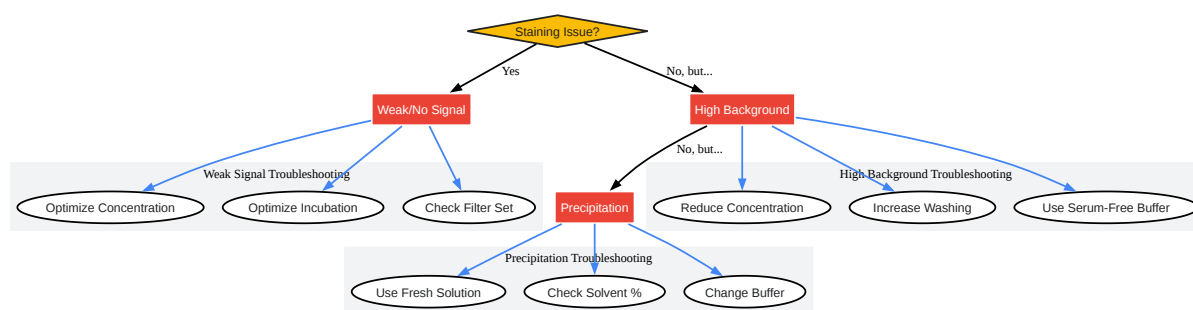 Staining Issue?
Yes
No, but...
Weak/No Signal
High Background
No, but...
Weak Signal Troubleshooting
High Background Troubleshooting
Optimize Concentration
Optimize Incubation
Check Filter Set
Precipitation
Reduce Concentration
Increase Washing
Use Serum-Free Buffer
Precipitation Troubleshooting
Use Fresh Solution
Check Solvent %
Change Buffer